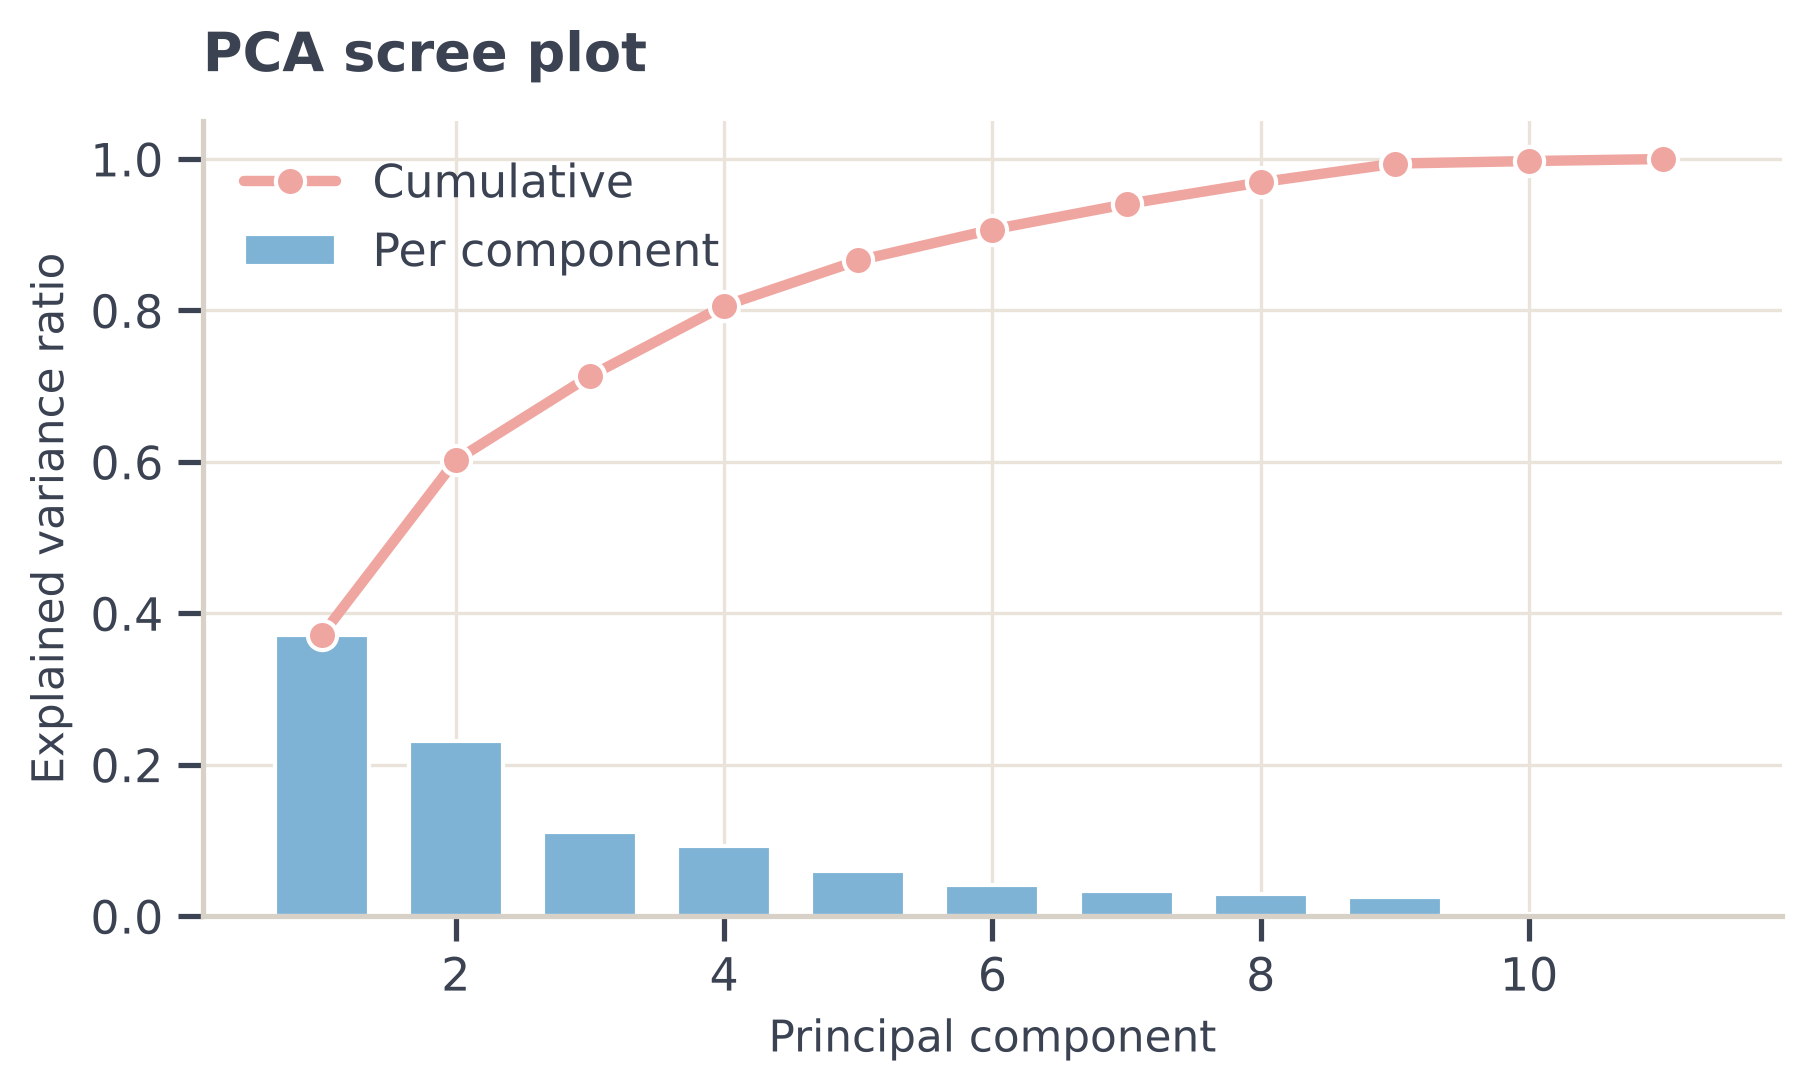 PCA scree plot
1.0
0.8
0.6
0.4
0.2
0.0
Explained variance ratio
Cumulative
Per component
2 4 6 8 10
Principal component